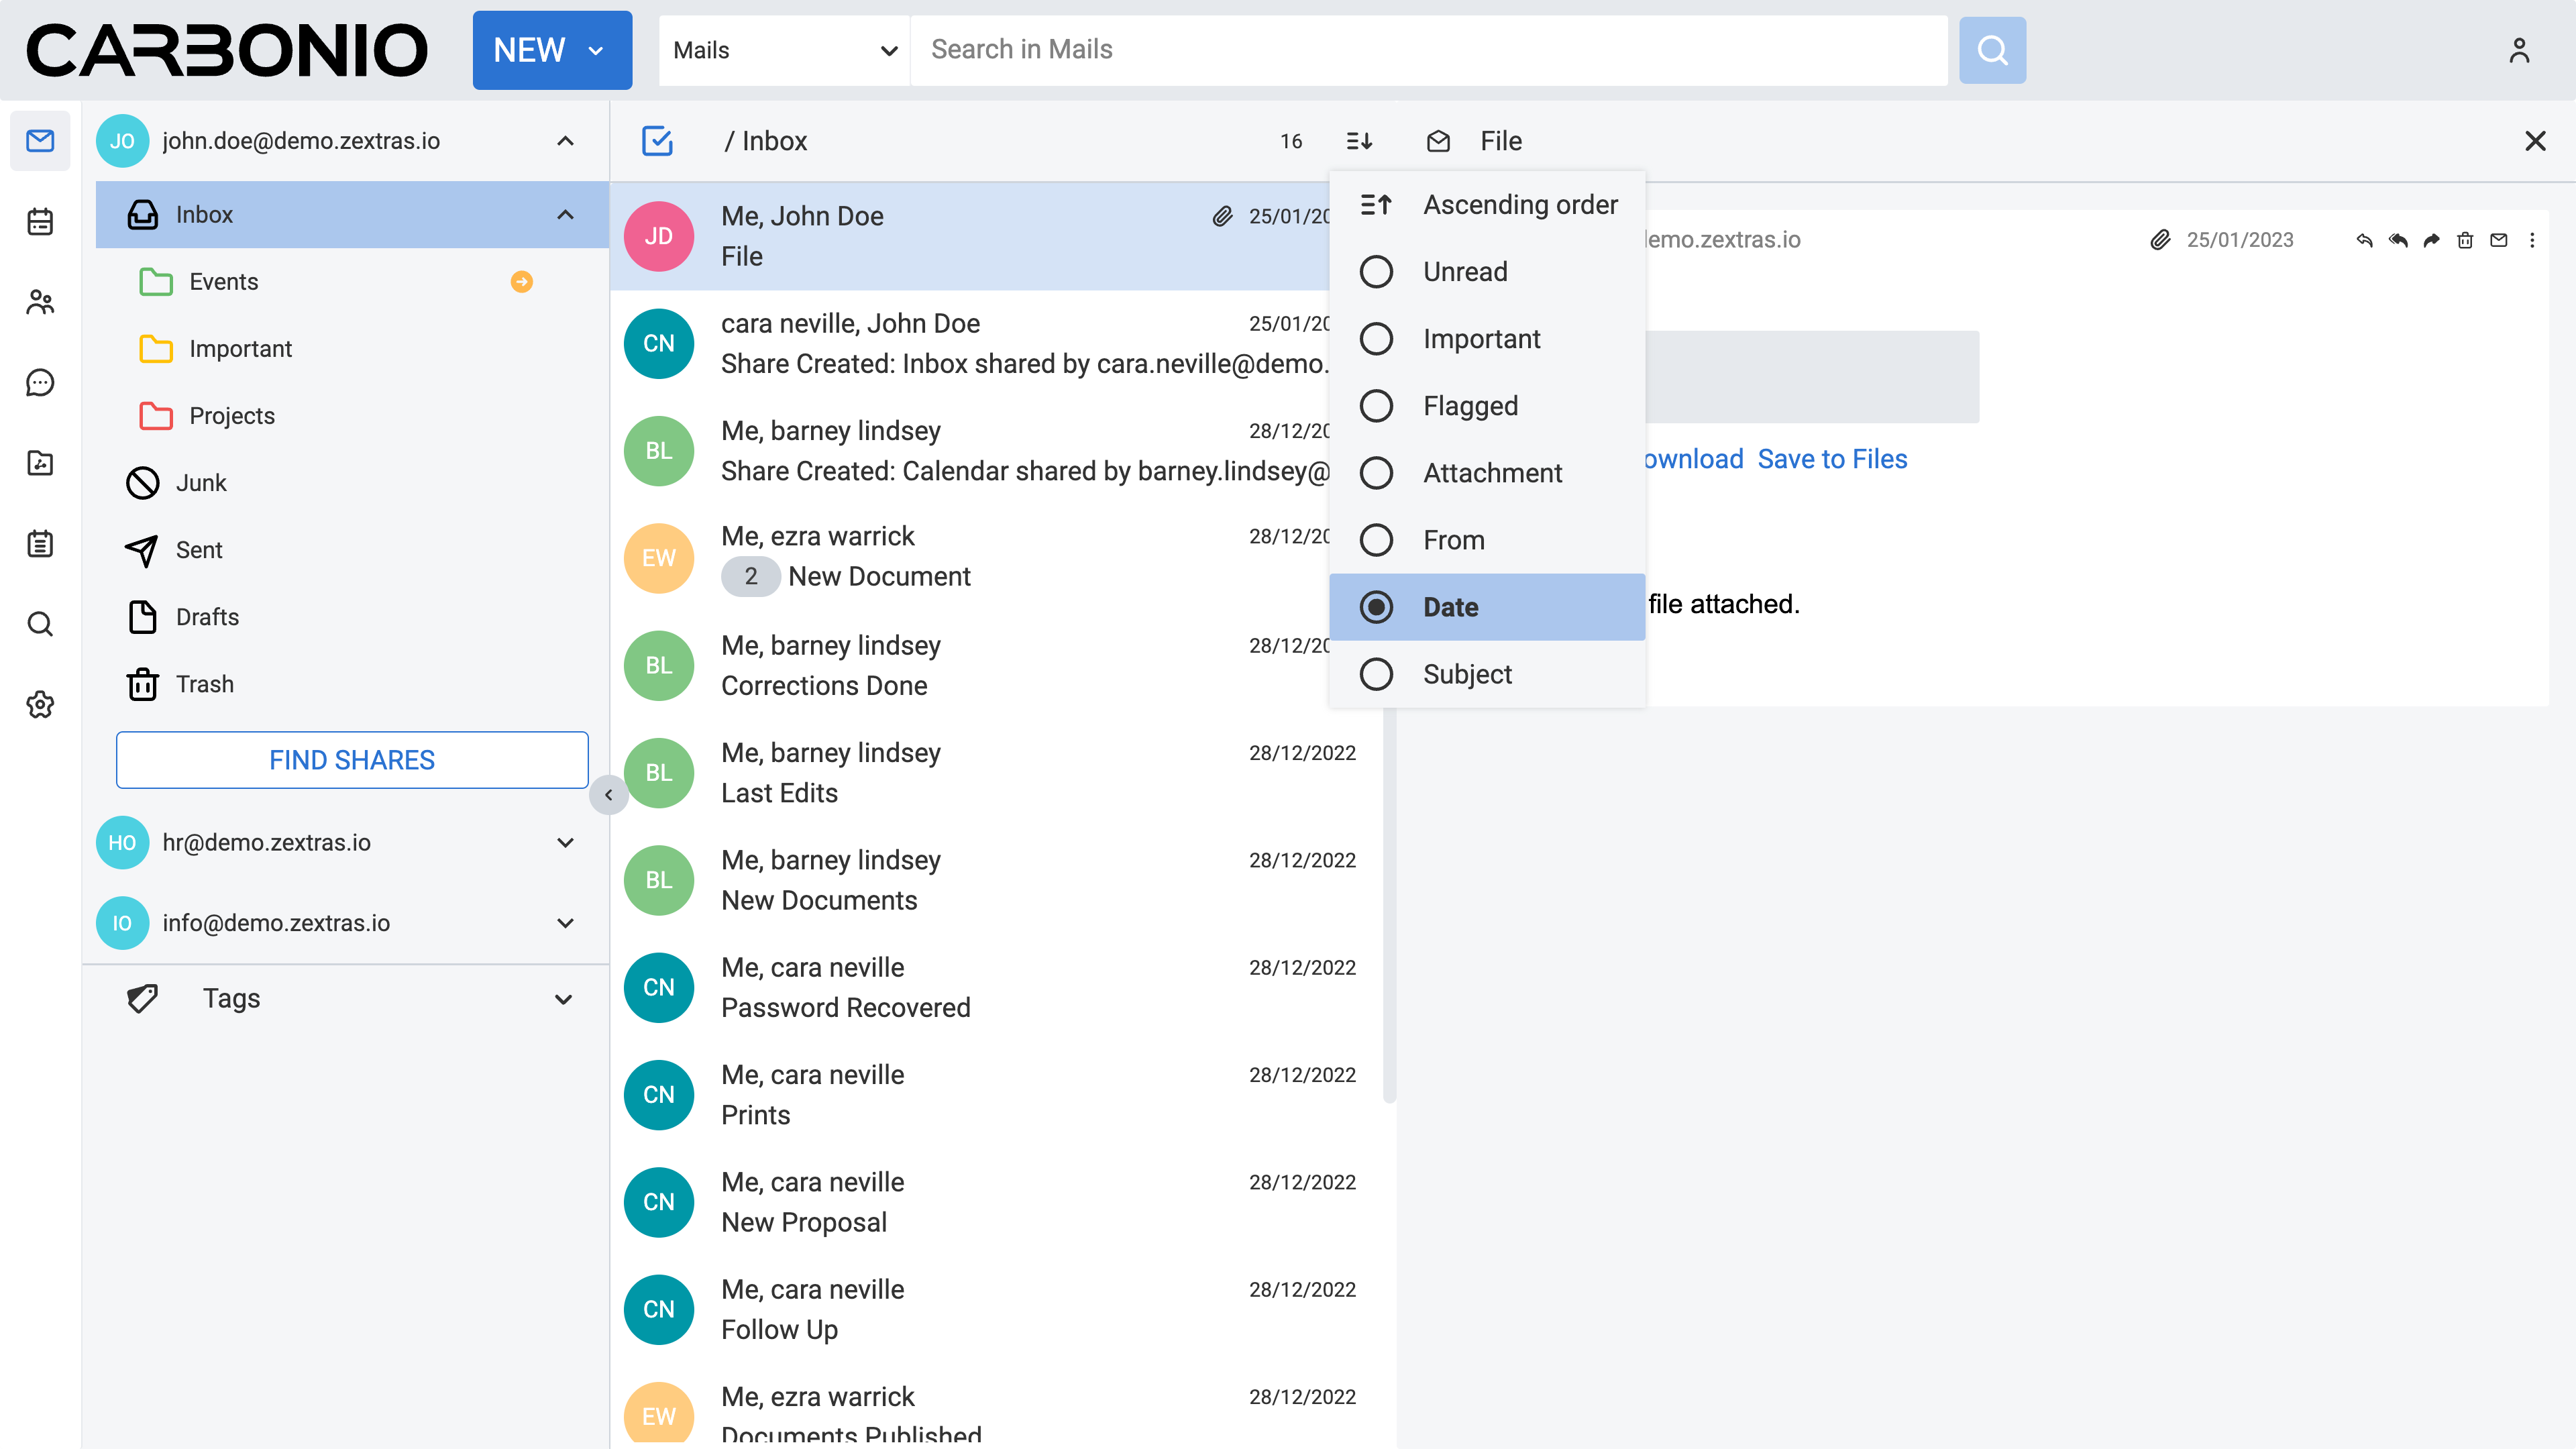 CARBONIO
NEW
Mails
Search in Mails
JO
john.doe@demo.zextras.io
Inbox
Events
Important
Projects
Junk
Sent
Drafts
Trash
FIND SHARES
HO
hr@demo.zextras.io
IO
info@demo.zextras.io
Tags
/ Inbox
16
JD
Me, John Doe
25/01/20
File
CN
cara neville, John Doe
25/01/20
Share Created: Inbox shared by cara.neville@demo.
BL
Me, barney lindsey
28/12/20
Share Created: Calendar shared by barney.lindsey@
EW
Me, ezra warrick
28/12/20
2 New Document
BL
Me, barney lindsey
28/12/20
Corrections Done
BL
Me, barney lindsey
28/12/2022
Last Edits
BL
Me, barney lindsey
28/12/2022
New Documents
CN
Me, cara neville
28/12/2022
Password Recovered
CN
Me, cara neville
28/12/2022
Prints
CN
Me, cara neville
28/12/2022
New Proposal
CN
Me, cara neville
28/12/2022
Follow Up
EW
Me, ezra warrick
28/12/2022
Documents Published
Ascending order
Unread
Important
Flagged
Attachment
From
Date
Subject
File
demo.zextras.io
25/01/2023
ownload Save to Files
file attached.